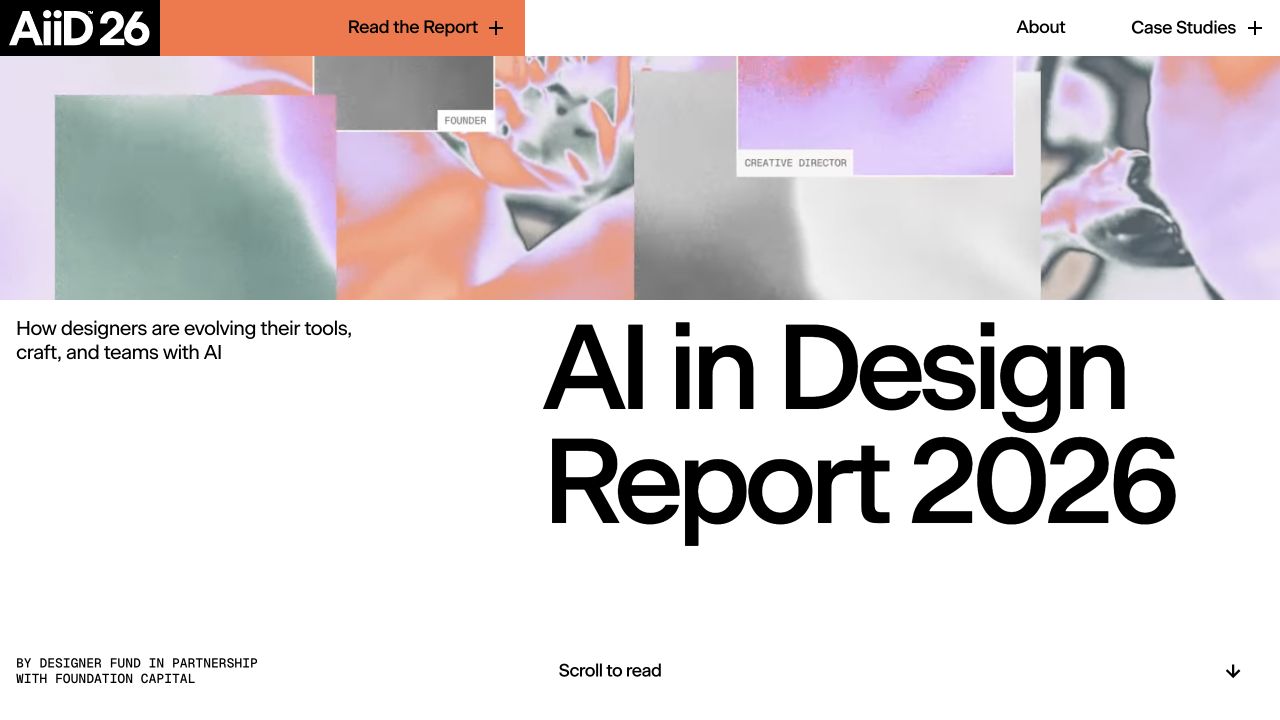 AiiD™ 26
Read the Report +
About
Case Studies +
FOUNDER
CREATIVE DIRECTOR
How designers are evolving their tools,
craft, and teams with AI
AI in Design
Report 2026
BY DESIGNER FUND IN PARTNERSHIP
WITH FOUNDATION CAPITAL
Scroll to read